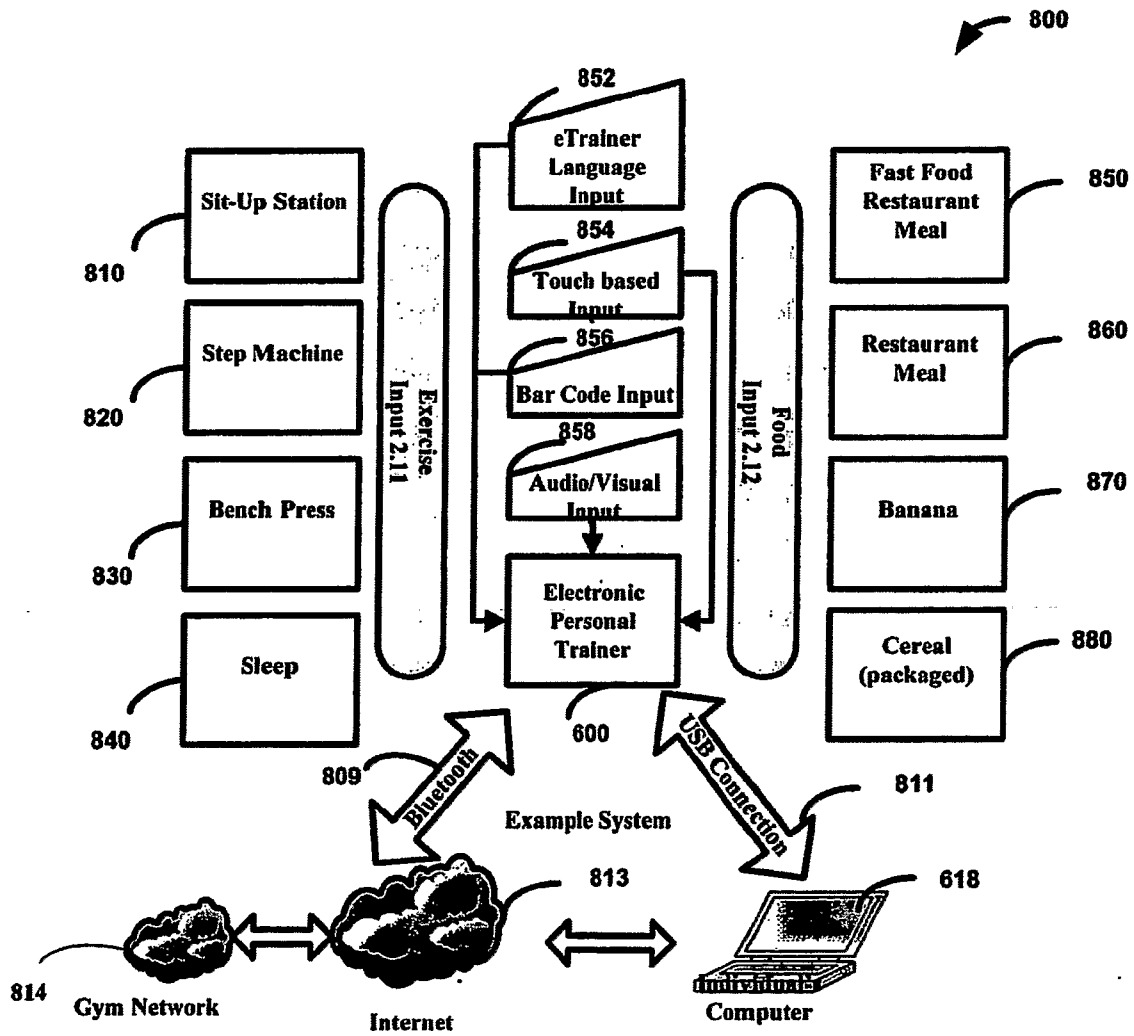 800
852
eTrainer
Language
Input
Sit-Up Station
810
Fast Food
Restaurant
Meal
850
854
Touch based
Input
Step Machine
820
856
Bar Code Input
Restaurant
Meal
860
Exercise
Input 2.11
Food
Input 2.12
858
Audio/Visual
Input
Bench Press
830
Banana
870
Electronic
Personal
Trainer
600
Sleep
840
Cereal
(packaged)
880
809
Bluetooth
USB Connection
811
Example System
813
618
814
Gym Network
Internet
Individual's
Computer